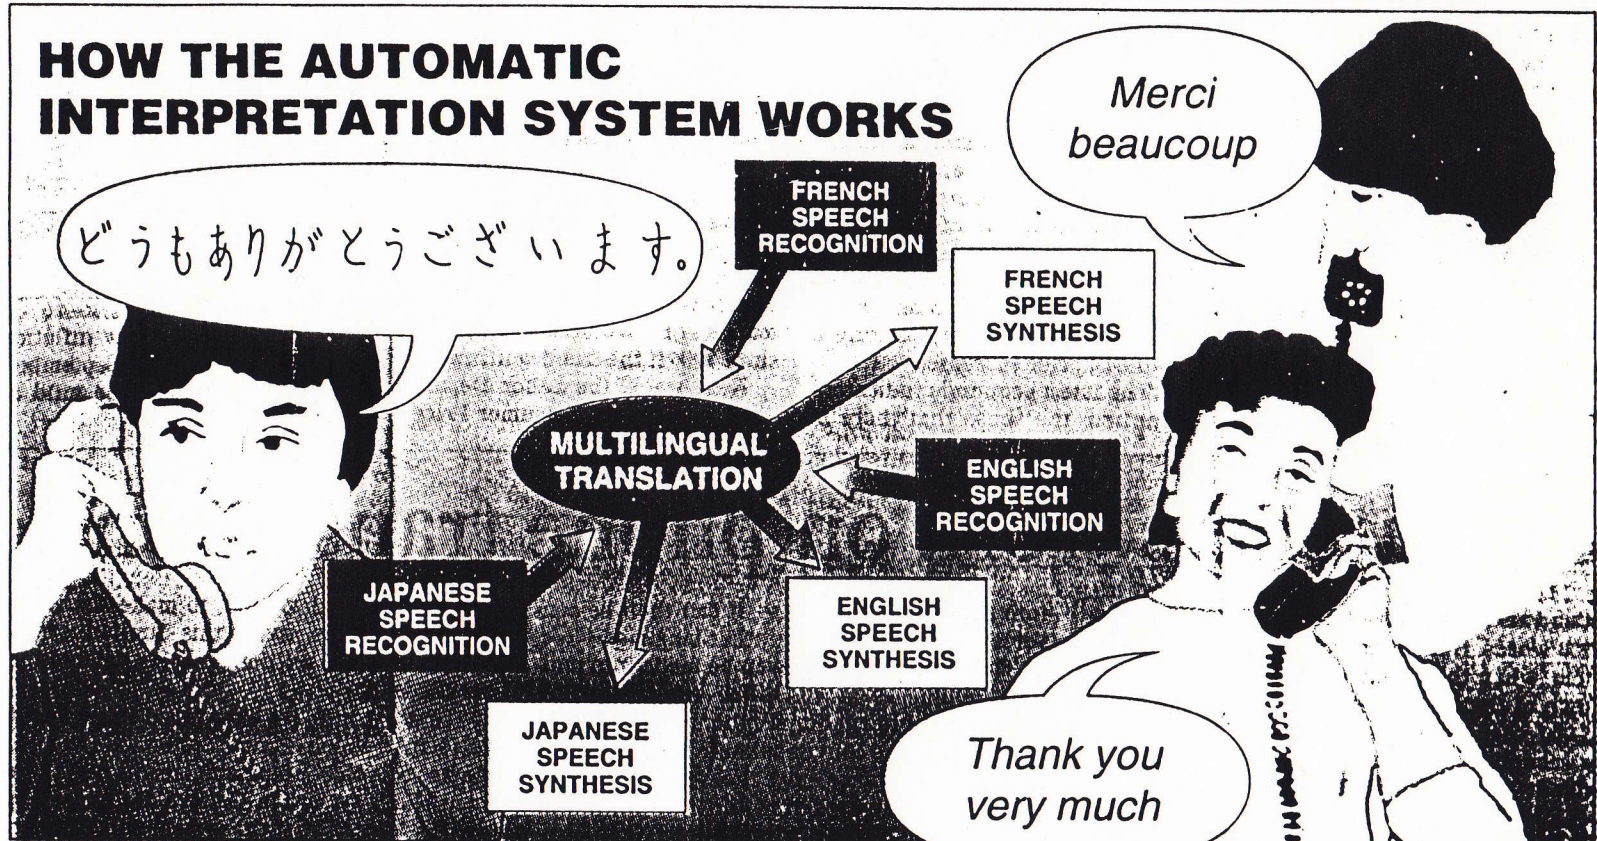 HOW THE AUTOMATIC
INTERPRETATION SYSTEM WORKS
Merci
beaucoup
どうもありがとうございます。
FRENCH
SPEECH
RECOGNITION
FRENCH
SPEECH
SYNTHESIS
MULTILINGUAL
TRANSLATION
ENGLISH
SPEECH
RECOGNITION
JAPANESE
SPEECH
RECOGNITION
ENGLISH
SPEECH
SYNTHESIS
JAPANESE
SPEECH
SYNTHESIS
Thank you
very much